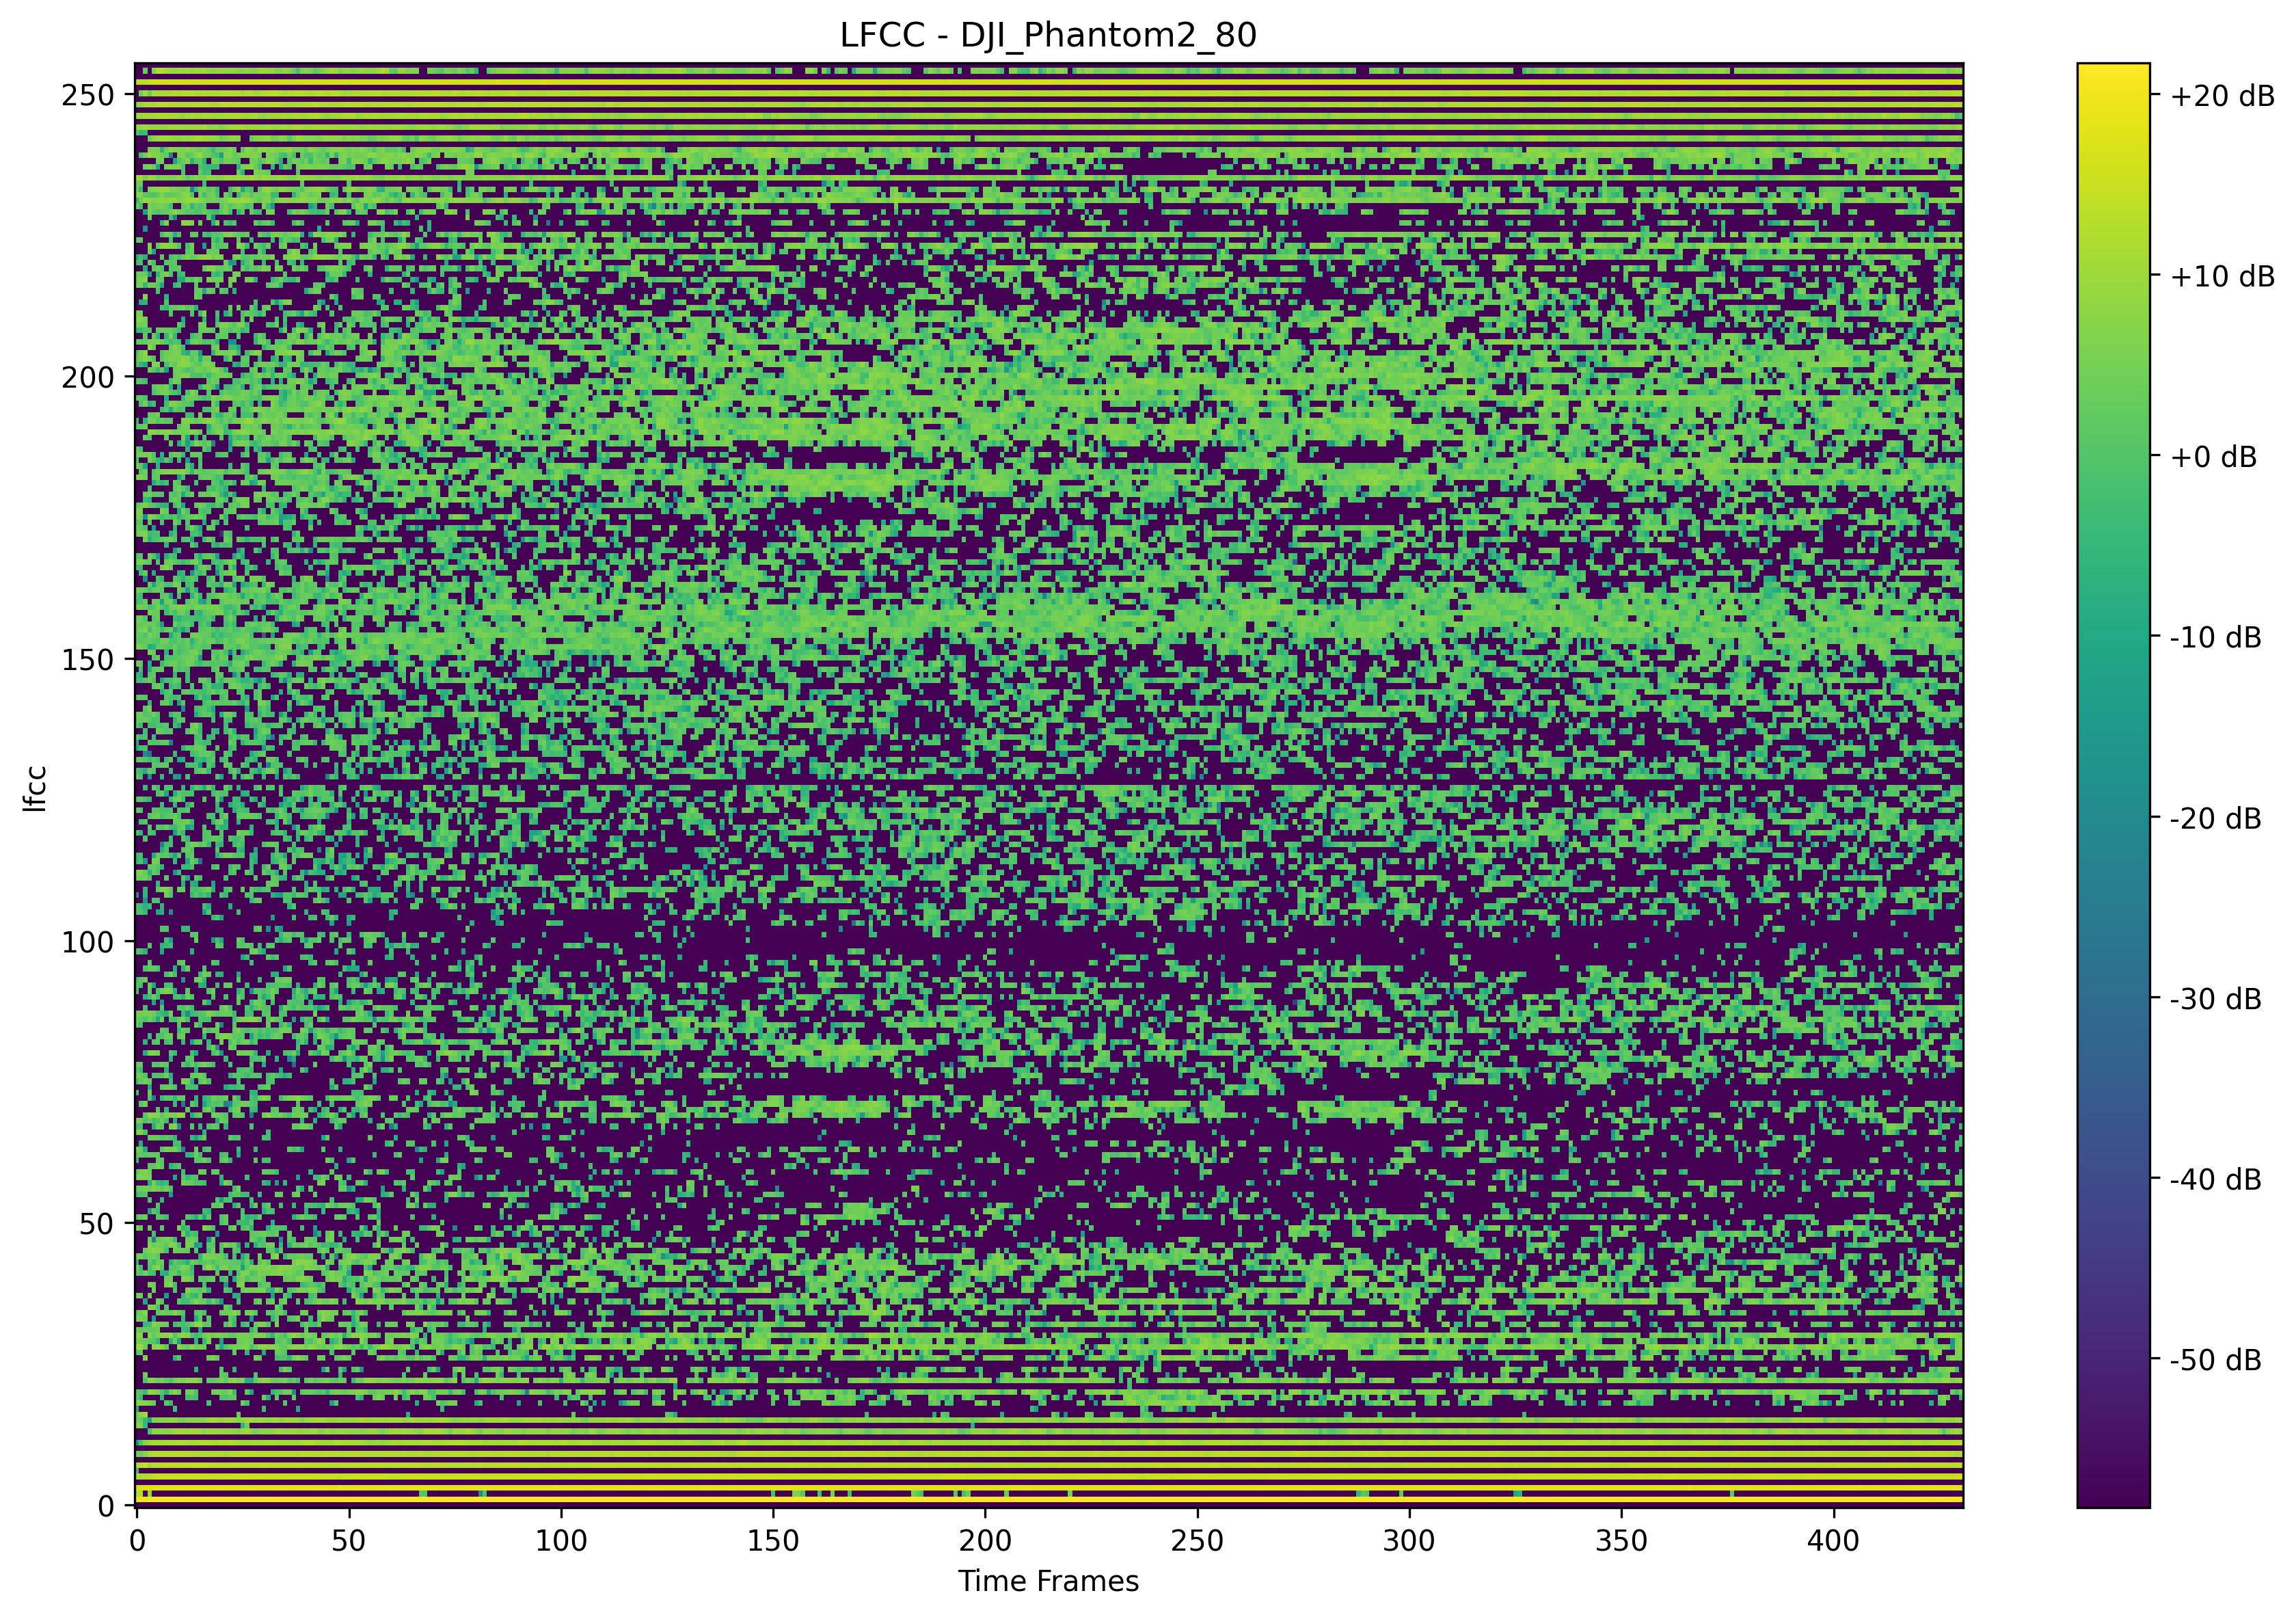 LFCC - DJI_Phantom2_80
250
200
150
100
50
0
lfcc
0 50 100 150 200 250 300 350 400
Time Frames
+20 dB
+10 dB
+0 dB
-10 dB
-20 dB
-30 dB
-40 dB
-50 dB